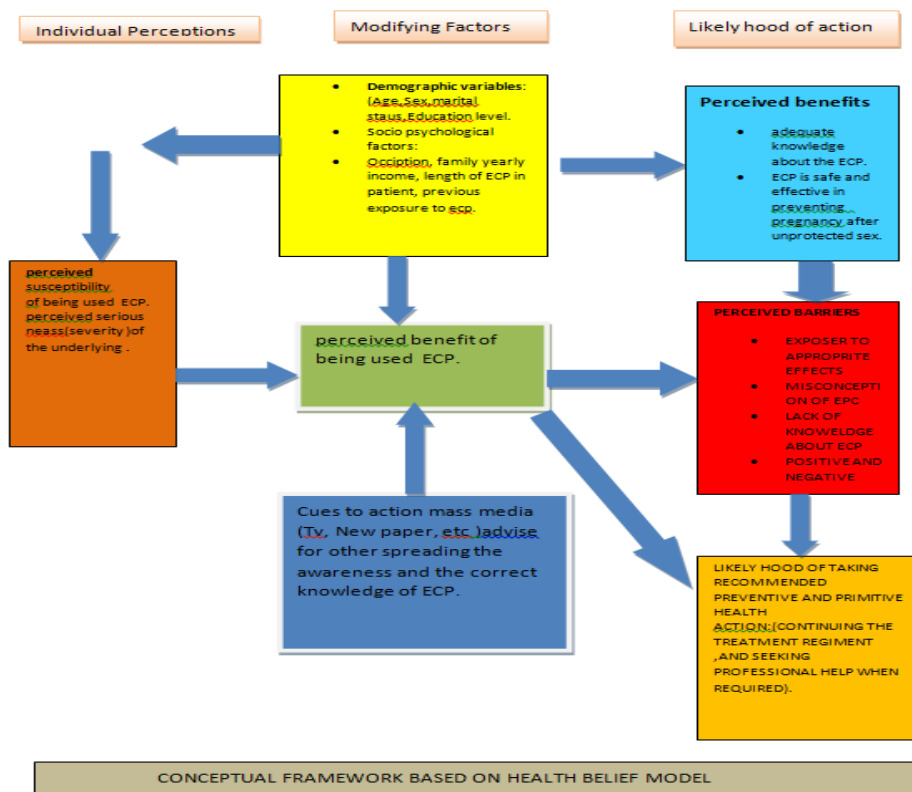 Individual Perceptions
Modifying Factors
Likely hood of action
• Demographic variables:
(Age,Sex,marital
staus,Education level.
• Socio psychological
factors:
• Occiption, family yearly
income, length of ECP in
patient, previous
exposure to ecp.
Perceived benefits
• adequate
knowledge
about the ECP.
• ECP is safe and
effective in
preventing
pregnancy after
unprotected sex.
perceived
susceptibility
of being used ECP.
perceived serious
neass(severity)of
the underlying .
perceived benefit of
being used ECP.
PERCEIVED BARRIERS
• EXPOSER TO
APPROPRITE
EFFECTS
• MISCONCEPTI
ON OF EPC
• LACK OF
KNOWELDGE
ABOUT ECP
• POSITIVE AND
NEGATIVE
Cues to action mass media
(Tv, New paper, etc )advise
for other spreading the
awareness and the correct
knowledge of ECP.
LIKELY HOOD OF TAKING
RECOMMENDED
PREVENTIVE AND PRIMITIVE
HEALTH
ACTION:(CONTINUING THE
TREATMENT REGIMENT
,AND SEEKING
PROFESSIONAL HELP WHEN
REQUIRED).
CONCEPTUAL FRAMEWORK BASED ON HEALTH BELIEF MODEL